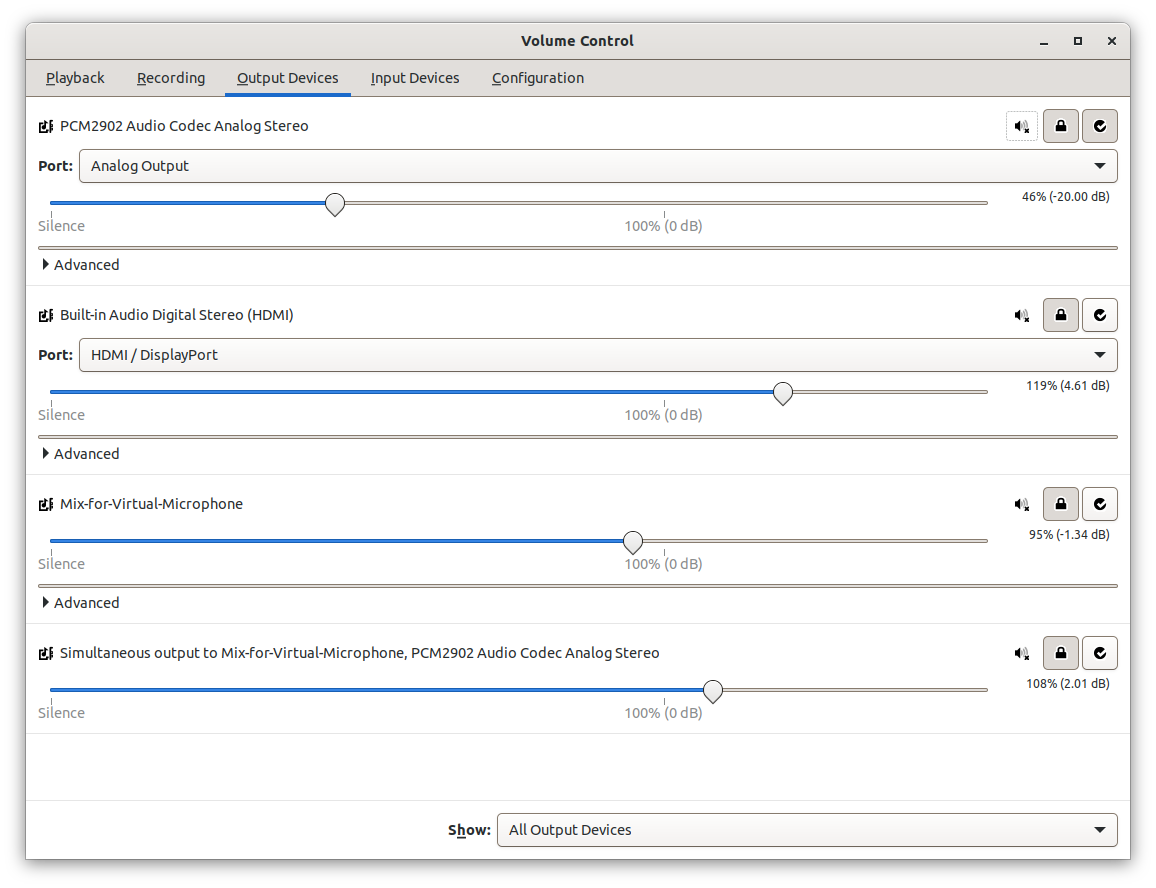 Volume Control
Playback Recording Output Devices Input Devices Configuration
PCM2902 Audio Codec Analog Stereo
Port: Analog Output
46% (-20.00 dB)
Silence 100% (0 dB)
Advanced
Built-in Audio Digital Stereo (HDMI)
Port: HDMI / DisplayPort
119% (4.61 dB)
Silence 100% (0 dB)
Advanced
Mix-for-Virtual-Microphone
95% (-1.34 dB)
Silence 100% (0 dB)
Advanced
Simultaneous output to Mix-for-Virtual-Microphone, PCM2902 Audio Codec Analog Stereo
108% (2.01 dB)
Silence 100% (0 dB)
Show: All Output Devices